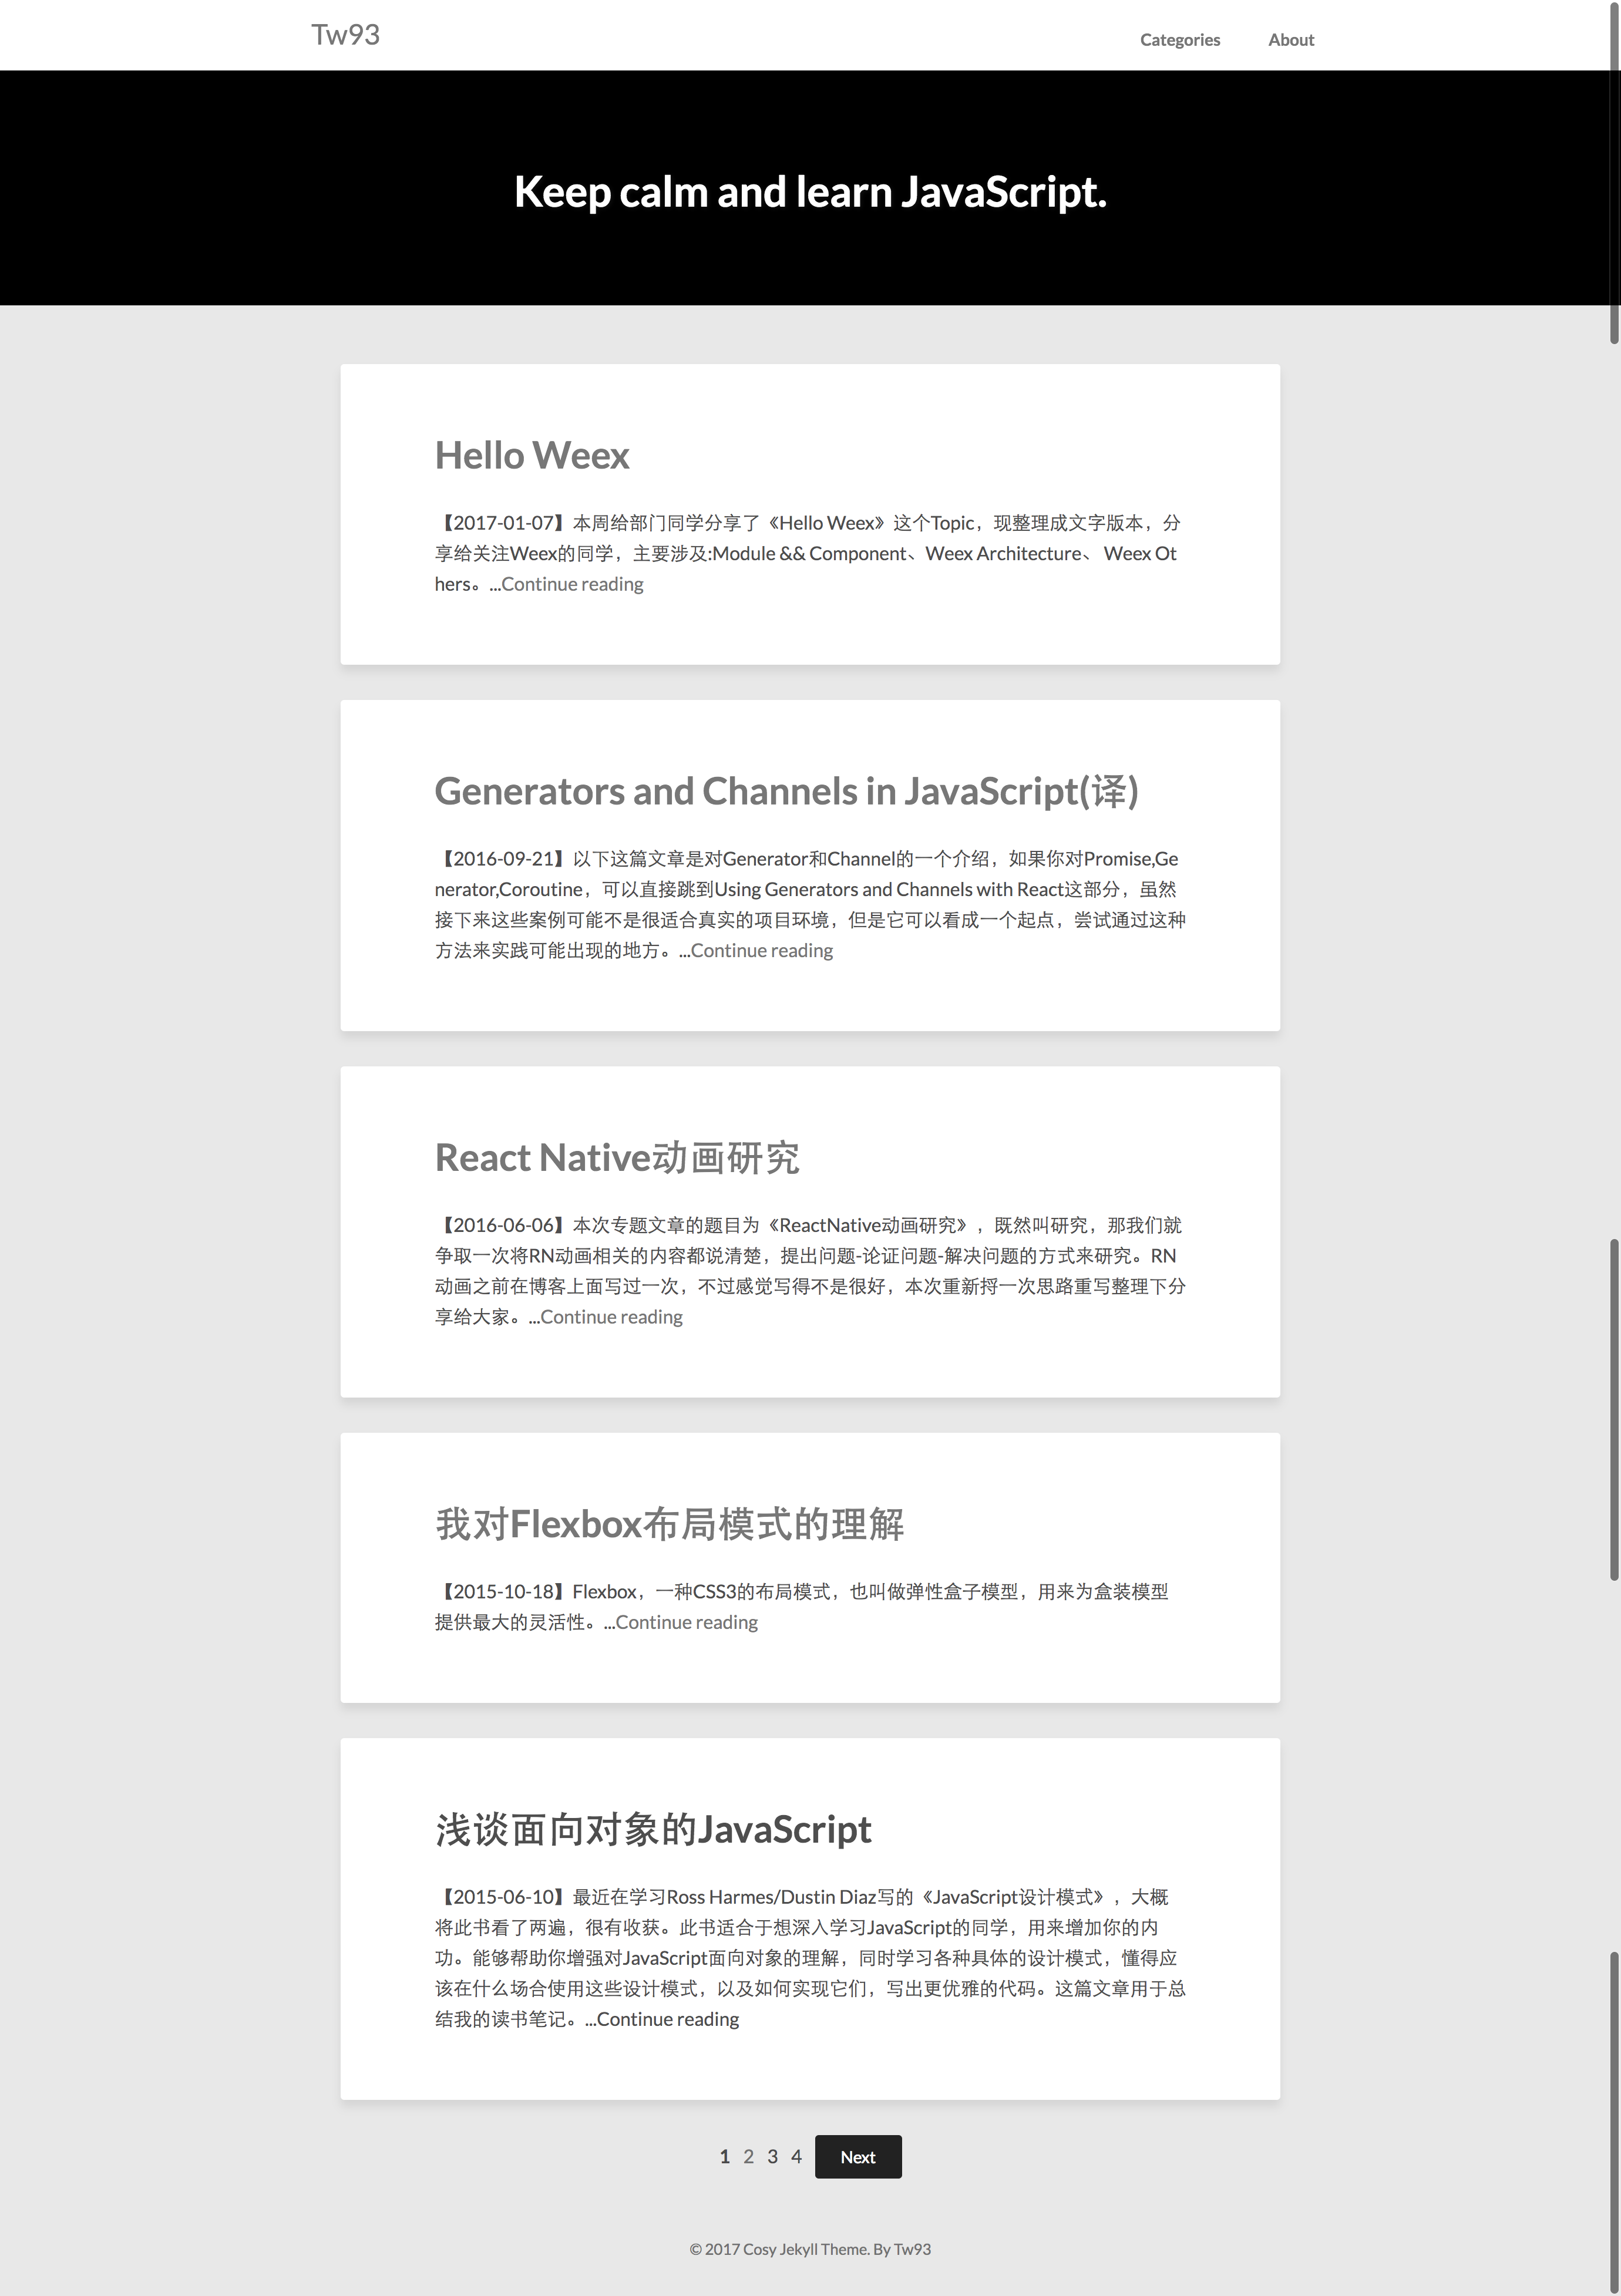 Tw93
Categories
About
Keep calm and learn JavaScript.
Hello Weex
【2017-01-07】本周给部门同学分享了《Hello Weex》这个Topic，现整理成文字版本，分
享给关注Weex的同学，主要涉及:Module && Component、Weex Architecture、 Weex Ot
hers。...Continue reading
Generators and Channels in JavaScript(译)
【2016-09-21】以下这篇文章是对Generator和Channel的一个介绍，如果你对Promise,Ge
nerator,Coroutine，可以直接跳到Using Generators and Channels with React这部分，虽然
接下来这些案例可能不是很适合真实的项目环境，但是它可以看成一个起点，尝试通过这种
方法来实践可能出现的地方。...Continue reading
React Native动画研究
【2016-06-06】本次专题文章的题目为《ReactNative动画研究》，既然叫研究，那我们就
争取一次将RN动画相关的内容都说清楚，提出问题-论证问题-解决问题的方式来研究。RN
动画之前在博客上面写过一次，不过感觉写得不是很好，本次重新捋一次思路重写整理下分
享给大家。...Continue reading
我对Flexbox布局模式的理解
【2015-10-18】Flexbox，一种CSS3的布局模式，也叫做弹性盒子模型，用来为盒装模型
提供最大的灵活性。...Continue reading
浅谈面向对象的JavaScript
【2015-06-10】最近在学习Ross Harmes/Dustin Diaz写的《JavaScript设计模式》，大概
将此书看了两遍，很有收获。此书适合于想深入学习JavaScript的同学，用来增加你的内
功。能够帮助你增强对JavaScript面向对象的理解，同时学习各种具体的设计模式，懂得应
该在什么场合使用这些设计模式，以及如何实现它们，写出更优雅的代码。这篇文章用于总
结我的读书笔记。...Continue reading
1 2 3 4 Next
© 2017 Cosy Jekyll Theme. By Tw93